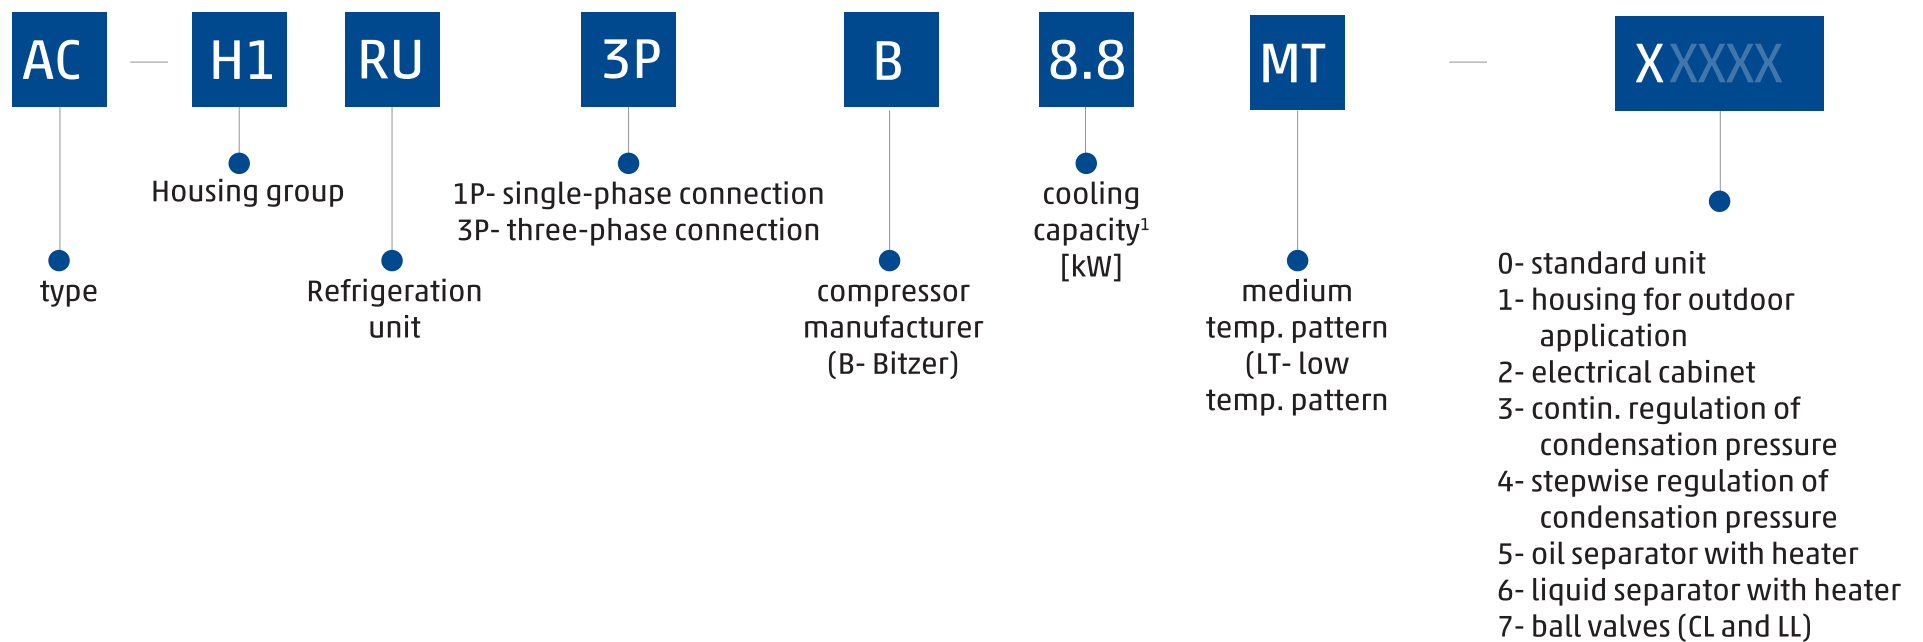 AC — H1 RU 3P B 8.8 MT — XXXXX
type
Housing group
Refrigeration
unit
1P- single-phase connection
3P- three-phase connection
compressor
manufacturer
(B- Bitzer)
cooling
capacity¹
[kW]
medium
temp. pattern
(LT- low
temp. pattern
0- standard unit
1- housing for outdoor
application
2- electrical cabinet
3- contin. regulation of
condensation pressure
4- stepwise regulation of
condensation pressure
5- oil separator with heater
6- liquid separator with heater
7- ball valves (CL and LL)